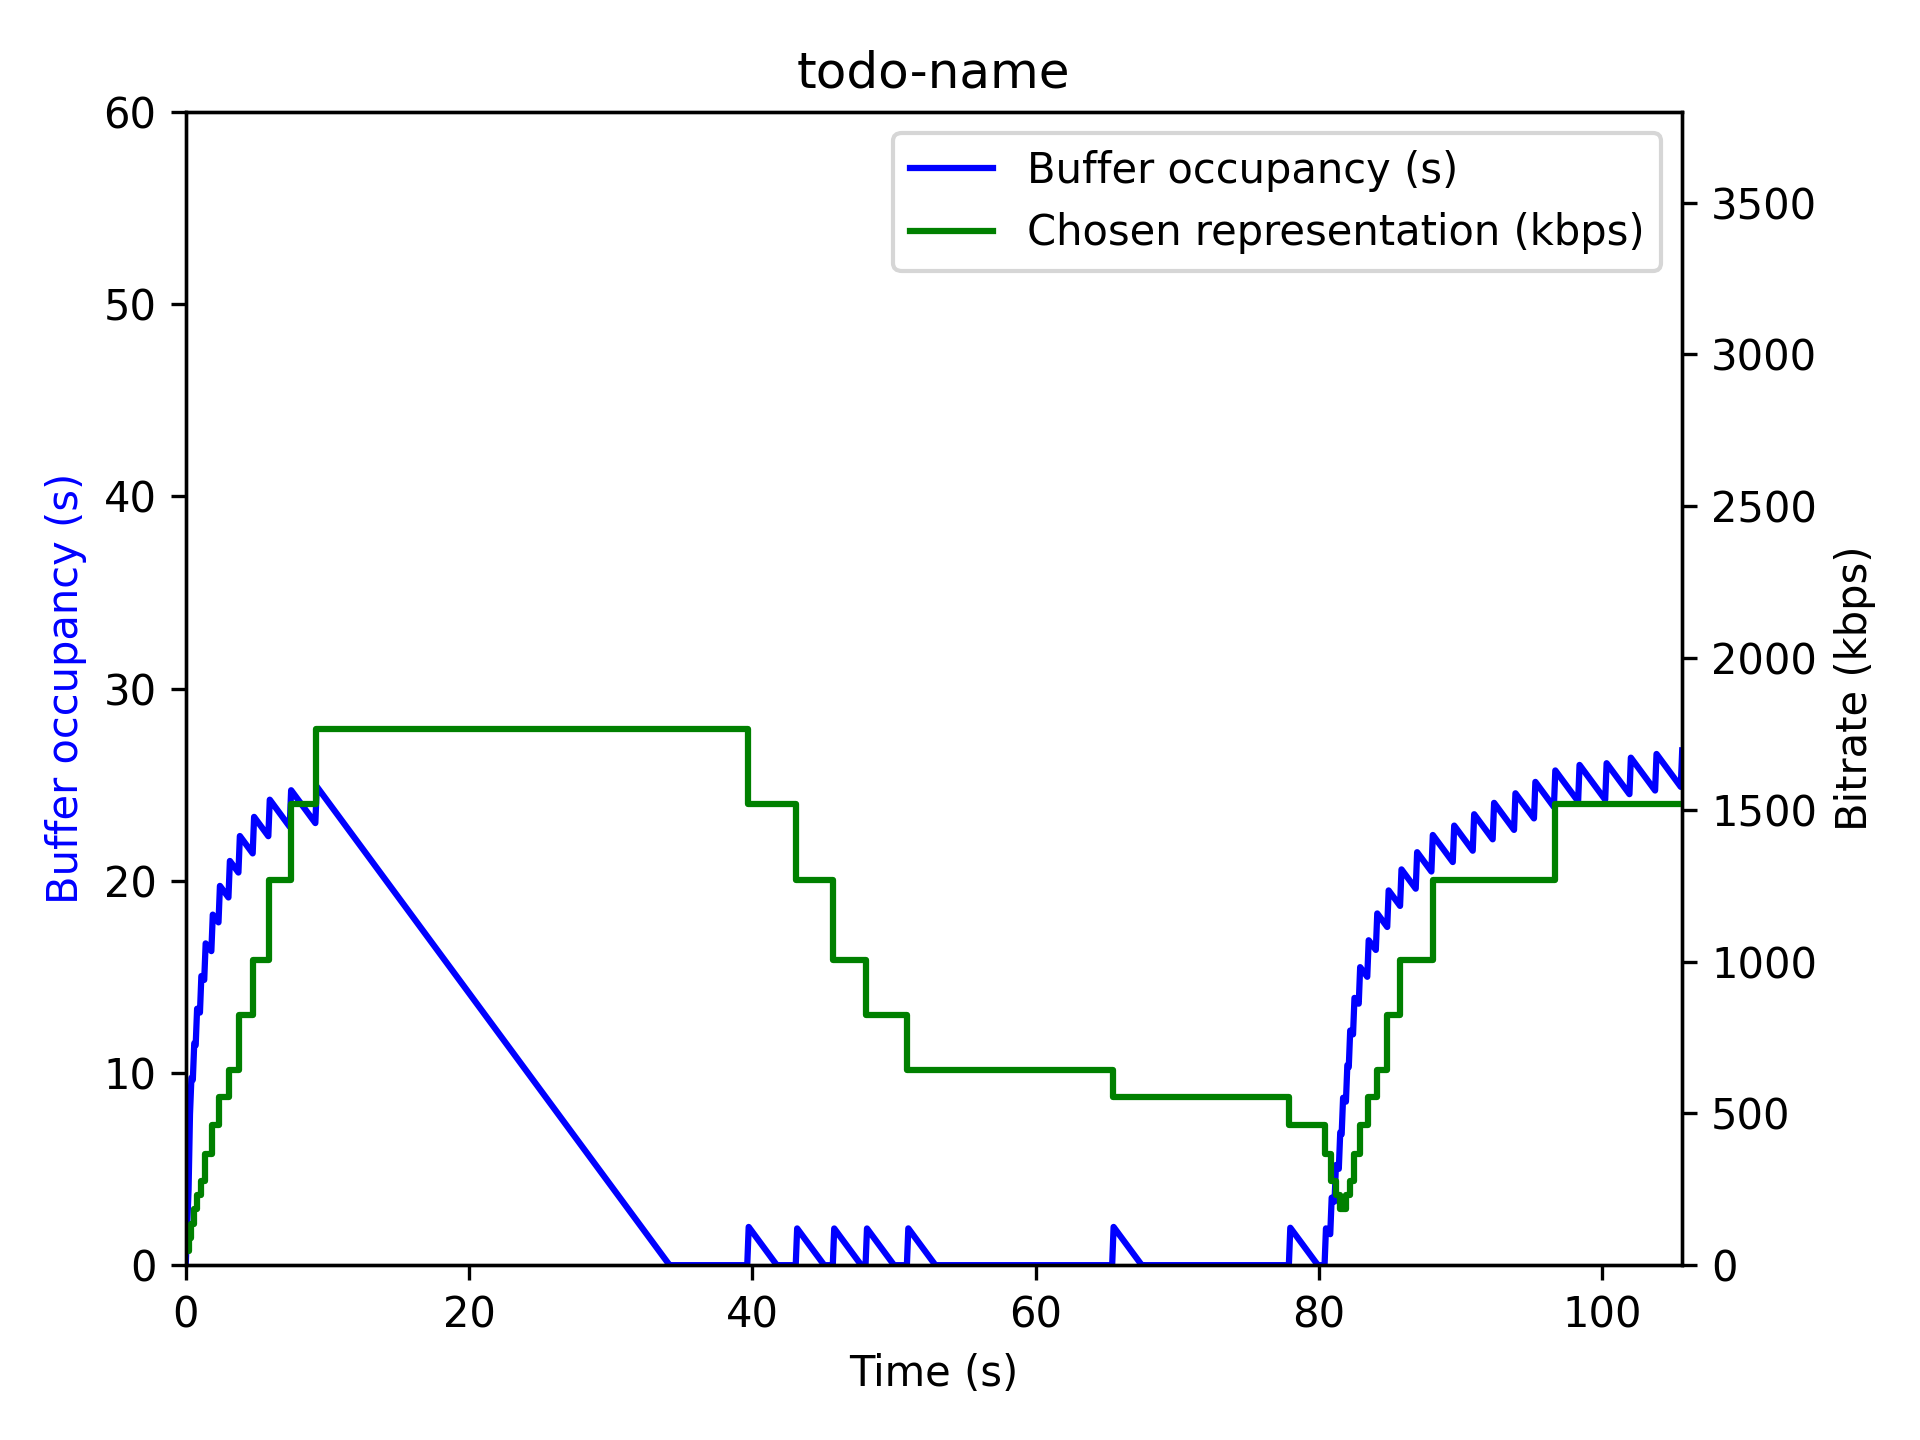 todo-name
60
50
40
30
20
10
0
Buffer occupancy (s)
Buffer occupancy (s)
Chosen representation (kbps)
3500
3000
2500
2000
1500
1000
500
0
Bitrate (kbps)
0 20 40 60 80 100
Time (s)